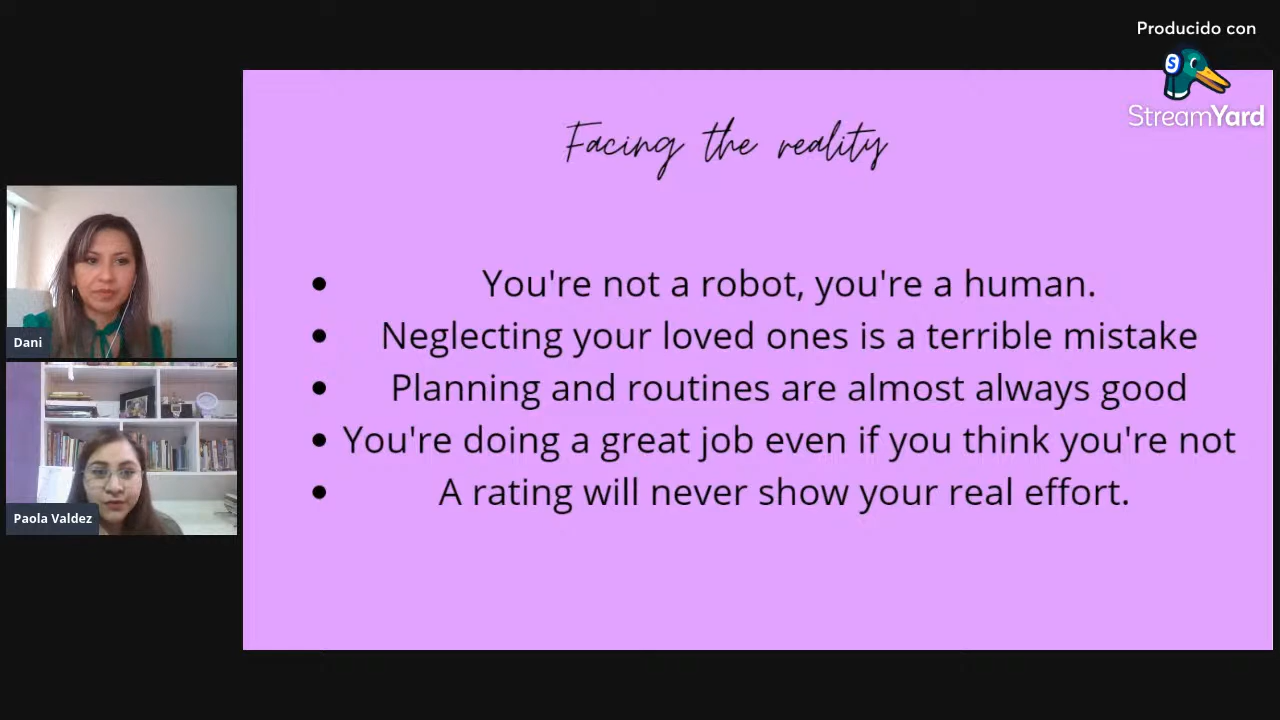 Producido con
StreamYard
Facing the reality
You're not a robot, you're a human.
Neglecting your loved ones is a terrible mistake
Planning and routines are almost always good
You're doing a great job even if you think you're not
A rating will never show your real effort.
Dani
Paola Valdez